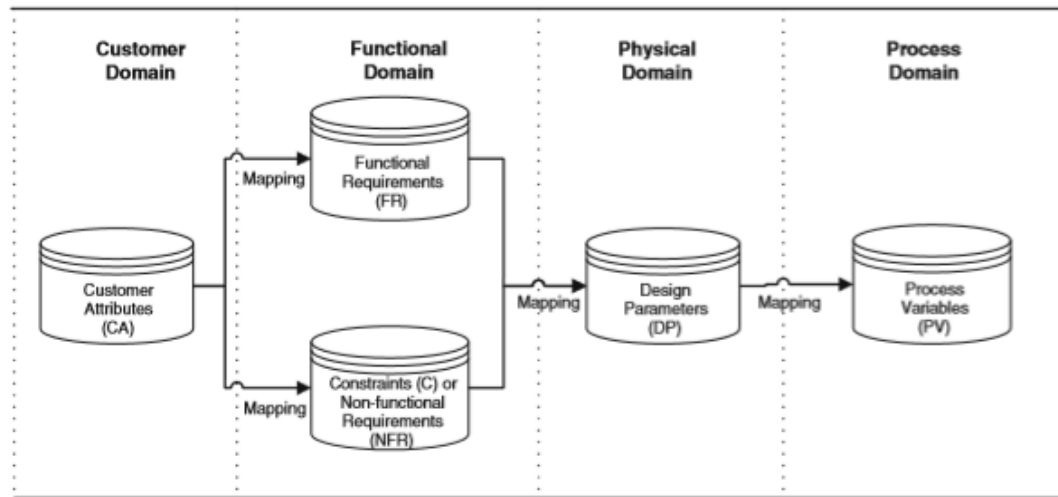 Customer
Domain
Functional
Domain
Physical
Domain
Process
Domain
Functional
Requirements
(FR)
Mapping
Customer
Attributes
(CA)
Mapping
Design
Parameters
(DP)
Mapping
Process
Variables
(PV)
Constraints (C) or
Non-functional
Requirements
(NFR)
Mapping